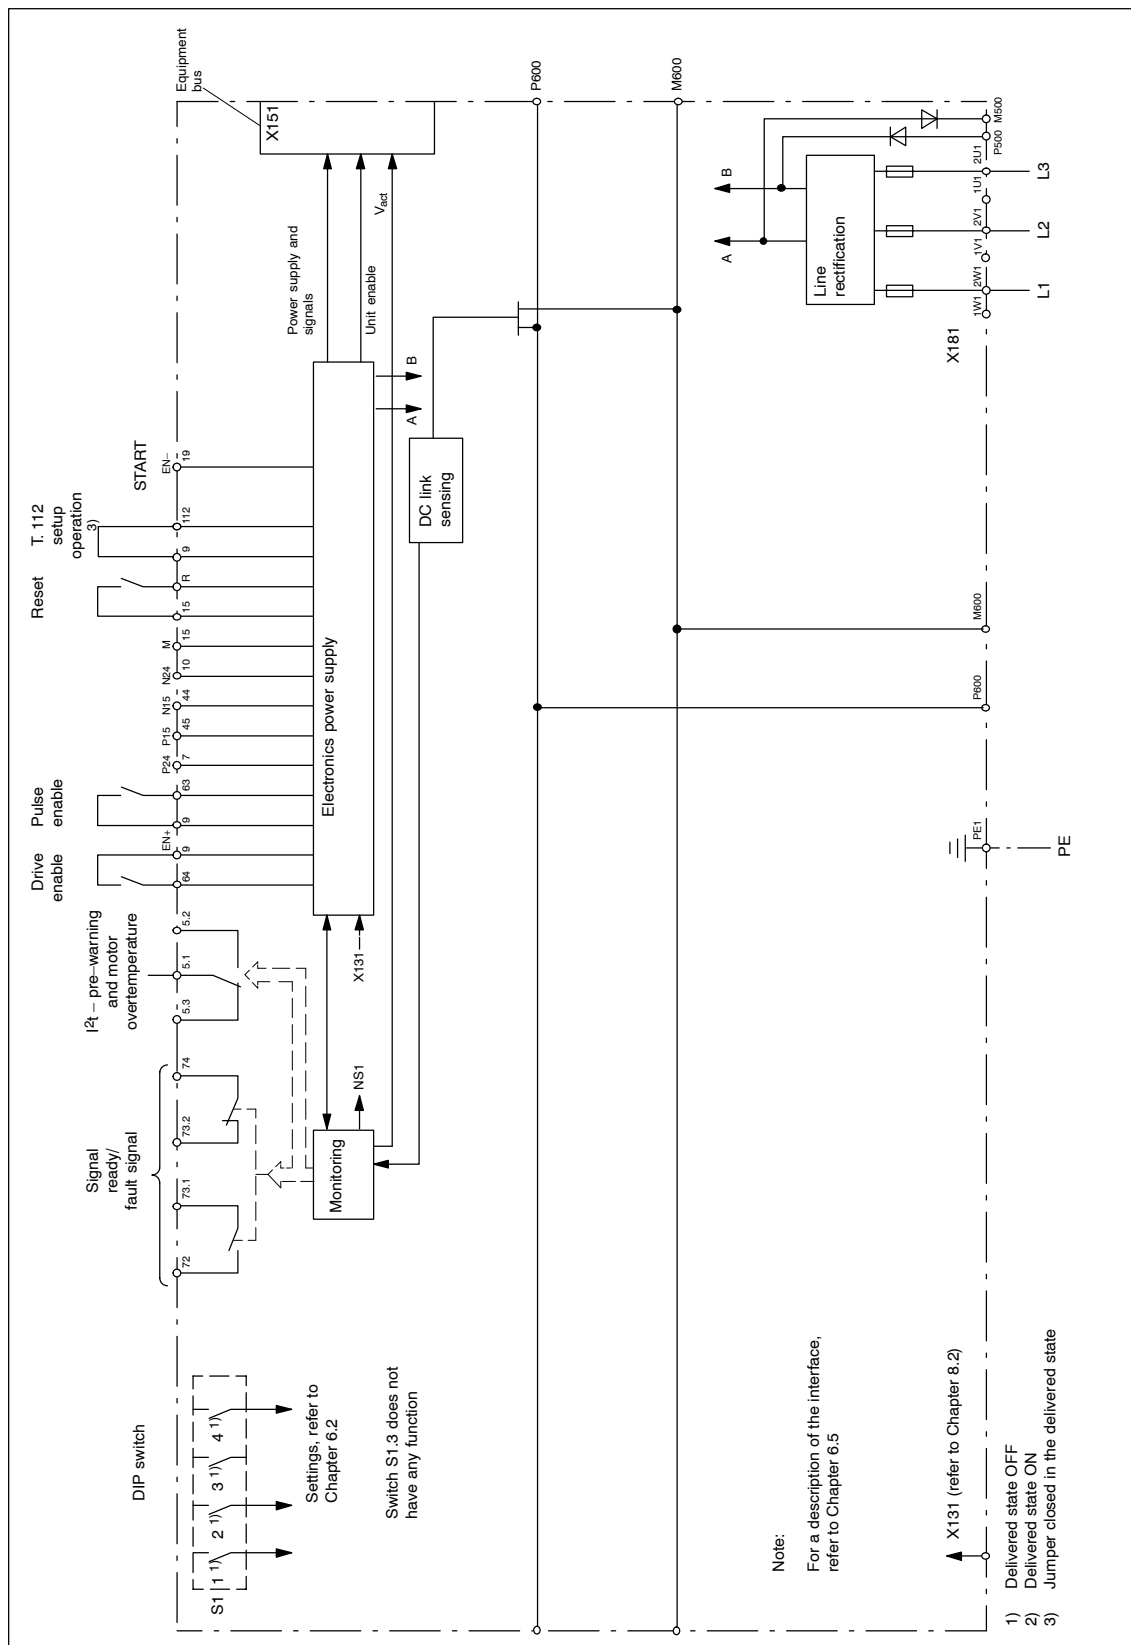 DIP switch
S1
1 1)
2 1)
3 1)
4 1)
Settings, refer to
Chapter 6.2
Switch S1.3 does not
have any function
Signal
ready/
fault signal
72
73.1
73.2
74
I²t – pre–warning
and motor
overtemperature
5.3
5.1
5.2
Drive
enable
64
9
EN+
Pulse
enable
9
63
P24
7
P15
45
N15
44
N24
10
M
15
Reset
15
R
T. 112
setup
operation
3)
9
112
START
EN–
19
Equipment
bus
X151
Monitoring
NS1
X131
Electronics power supply
Power supply and
signals
Unit enable
Vact
A
B
DC link
sensing
P600
M600
A
B
Line
rectification
X181
1W1
2W1
1V1
2V1
1U1
2U1
P500
M500
L1
L2
L3
P600
M600
PE1
PE
Note:
For a description of the interface,
refer to Chapter 6.5
X131 (refer to Chapter 8.2)
1) Delivered state OFF
2) Delivered state ON
3) Jumper closed in the delivered state